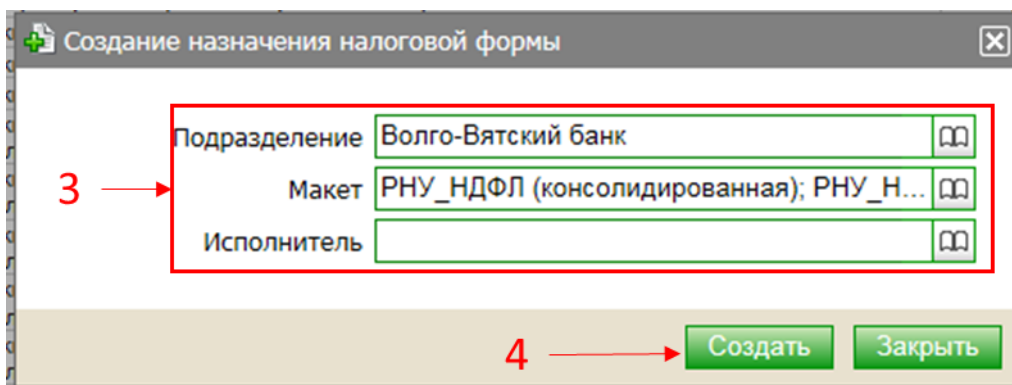 Создание назначения налоговой формы
Подразделение Волго-Вятский банк
3 Макет РНУ_НДФЛ (консолидированная); РНУ_Н...
Исполнитель
4 Создать Закрыть